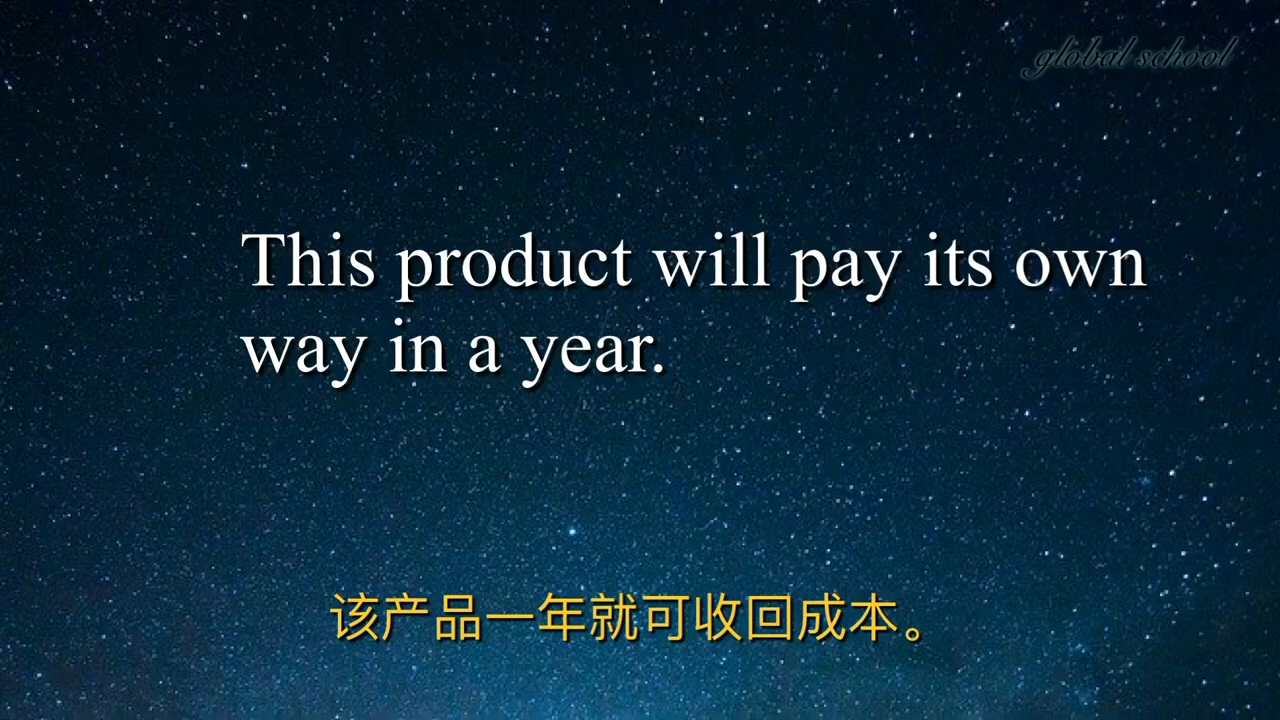 global school
This product will pay its own
way in a year.
该产品一年就可收回成本。